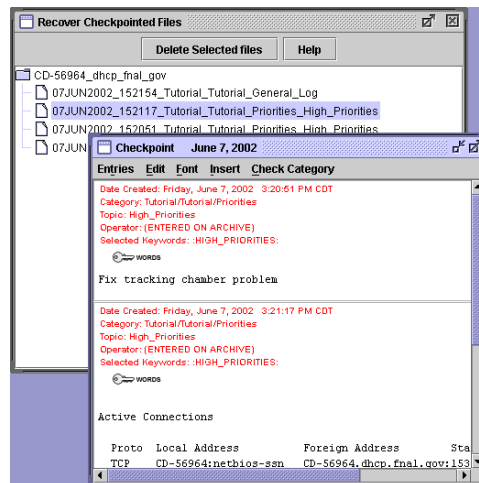 Recover Checkpointed Files
Delete Selected files Help
CD-56964_dhcp_fnal_gov
07JUN2002_152154_Tutorial_Tutorial_General_Log
07JUN2002_152117_Tutorial_Tutorial_Priorities_High_Priorities
07JUN2002_152051_Tutorial_Tutorial_Priorities_High_Priorities
07JUN
Checkpoint June 7, 2002
Entries Edit Font Insert Check Category
Date Created: Friday, June 7, 2002 3:20:51 PM CDT
Category: Tutorial/Tutorial/Priorities
Topic: High_Priorities
Operator: (ENTERED ON ARCHIVE)
Selected Keywords: :HIGH_PRIORITIES:
WORDS
Fix tracking chamber problem
Date Created: Friday, June 7, 2002 3:21:17 PM CDT
Category: Tutorial/Tutorial/Priorities
Topic: High_Priorities
Operator: (ENTERED ON ARCHIVE)
Selected Keywords: :HIGH_PRIORITIES:
WORDS
Active Connections
Proto Local Address Foreign Address Sta
TCP CD-56964:netbios-ssn CD-56964.dhcp.fnal.gov:153